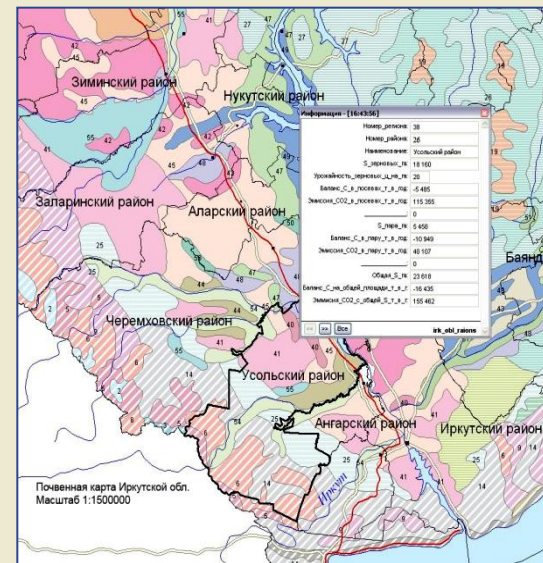 Зиминский район
Нукутский район
Заларинский район
Аларский район
Баянд
Черемховский район
Усольский район
Ангарский район
Иркутский район
Иркут
Почвенная карта Иркутской обл.
Масштаб 1:1500000
Информация - [16:43:56]
Номер_региона 38
Номер_района 26
Наименование Усольский район
S_зерновых_га 18 160
Урожайность_зерновых_ц_на_га 20
Баланс_С_в_посевах_т_в_год -5 485
Эмиссия_СО2_в_посевах_т_в_год 115 355
0
S_пара_га 5 458
Баланс_С_в_пару_т_в_год -10 949
Эмиссия_СО2_в_пару_т_в_год 40 107
0
Общая_S_га 23 618
Баланс_С_на_общей_площади_т_в_г -16 435
Эмиссия_СО2_с_общей_S_т_в_г 155 462
<< >> Все irk_obl_raions